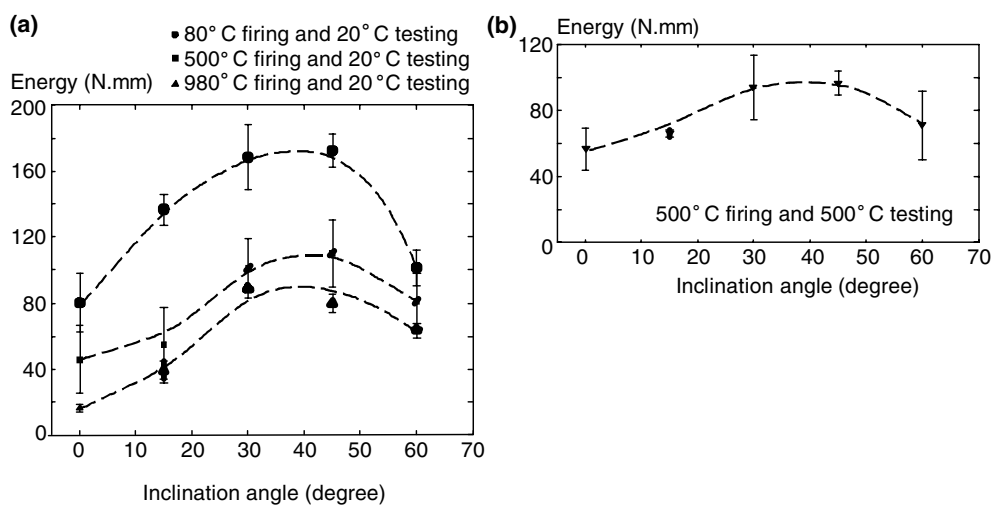 (a)
80° C firing and 20° C testing
500° C firing and 20° C testing
980° C firing and 20 °C testing
Energy (N.mm)
200
160
120
80
40
0
0 10 20 30 40 50 60 70
Inclination angle (degree)
(b)
Energy (N.mm)
120
80
40
0
500° C firing and 500° C testing
0 10 20 30 40 50 60 70
Inclination angle (degree)